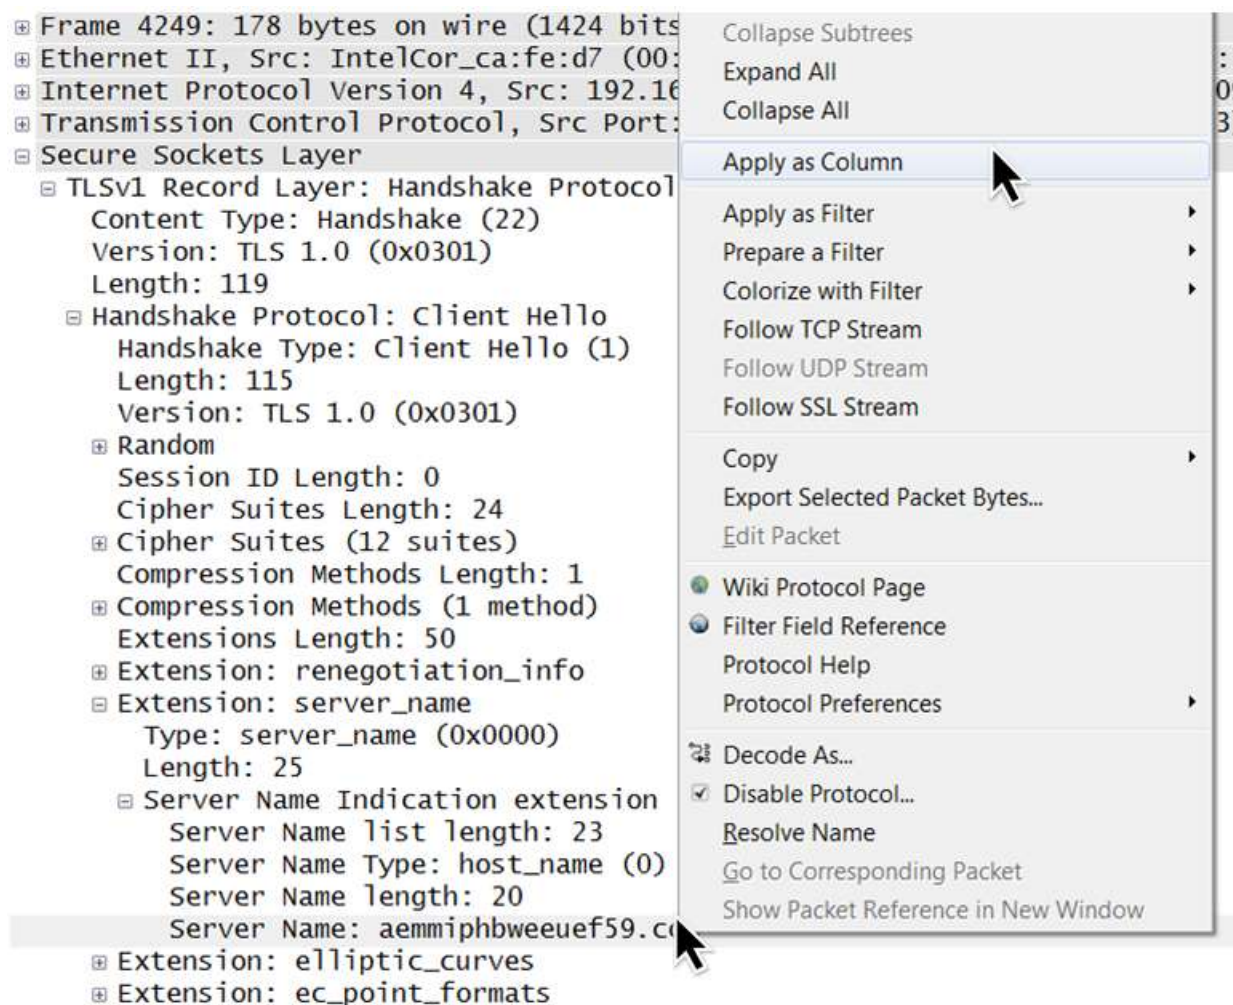 Frame 4249: 178 bytes on wire (1424 bits
Ethernet II, Src: IntelCor_ca:fe:d7 (00:
Internet Protocol Version 4, Src: 192.16
Transmission Control Protocol, Src Port:
Secure Sockets Layer
TLSv1 Record Layer: Handshake Protocol
Content Type: Handshake (22)
Version: TLS 1.0 (0x0301)
Length: 119
Handshake Protocol: Client Hello
Handshake Type: Client Hello (1)
Length: 115
Version: TLS 1.0 (0x0301)
Random
Session ID Length: 0
Cipher Suites Length: 24
Cipher Suites (12 suites)
Compression Methods Length: 1
Compression Methods (1 method)
Extensions Length: 50
Extension: renegotiation_info
Extension: server_name
Type: server_name (0x0000)
Length: 25
Server Name Indication extension
Server Name list length: 23
Server Name Type: host_name (0)
Server Name length: 20
Server Name: aemmiphbweeuef59.c
Extension: elliptic_curves
Extension: ec_point_formats
Collapse Subtrees
Expand All
Collapse All
Apply as Column
Apply as Filter
Prepare a Filter
Colorize with Filter
Follow TCP Stream
Follow UDP Stream
Follow SSL Stream
Copy
Export Selected Packet Bytes...
Edit Packet
Wiki Protocol Page
Filter Field Reference
Protocol Help
Protocol Preferences
Decode As...
Disable Protocol...
Resolve Name
Go to Corresponding Packet
Show Packet Reference in New Window